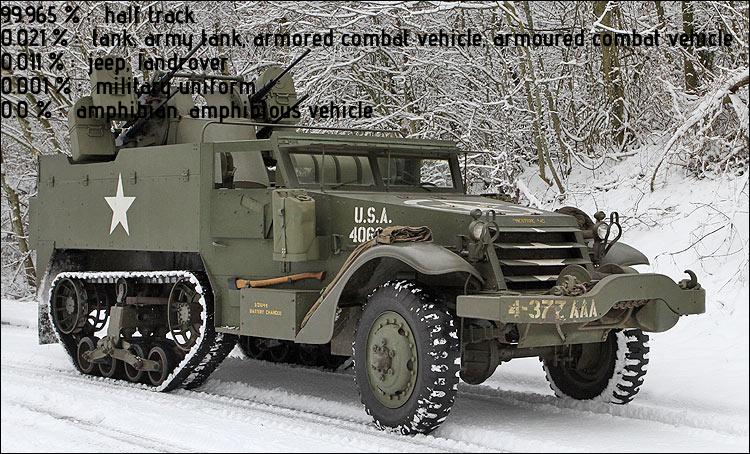 99.965 % : half track
0.021 % : tank, army tank, armored combat vehicle, armoured combat vehicle
0.011 % : jeep, landrover
0.001 % : military uniform
0.0 % : amphibian, amphibious vehicle
U.S.A.
4-377 AAA